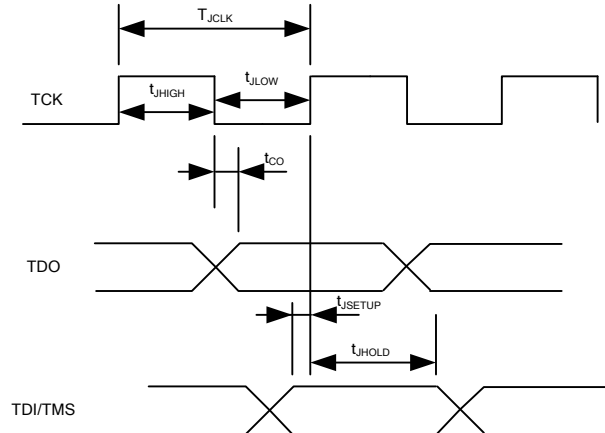 TJCLK
tJHIGH
tJLOW
TCK
tCO
TDO
tJSETUP
tJHOLD
TDI/TMS